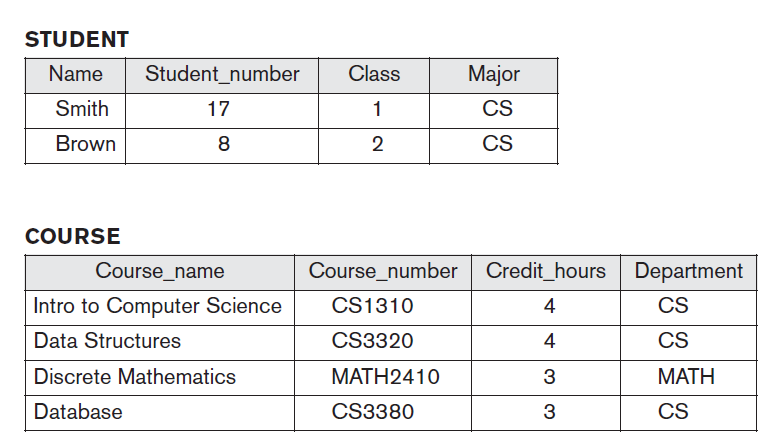 STUDENT
Name Student_number Class Major
Smith 17 1 CS
Brown 8 2 CS
COURSE
Course_name Course_number Credit_hours Department
Intro to Computer Science CS1310 4 CS
Data Structures CS3320 4 CS
Discrete Mathematics MATH2410 3 MATH
Database CS3380 3 CS